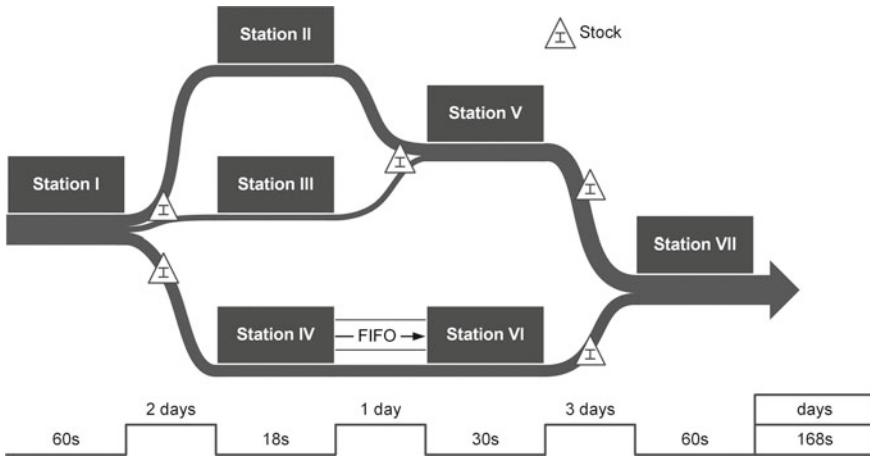 Station II
Stock
Station V
Station I
Station III
Station VII
Station IV
FIFO
Station VI
2 days
1 day
3 days
days
60s
18s
30s
60s
168s